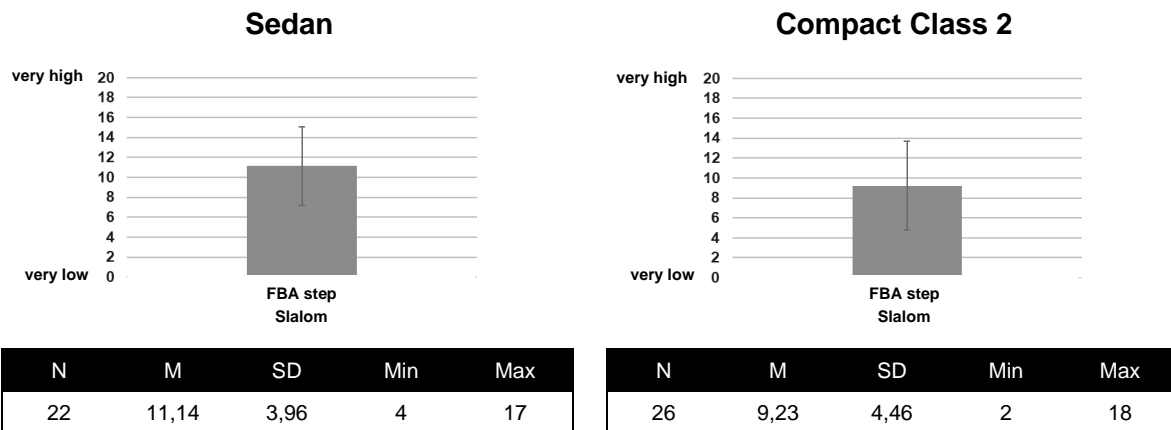 Sedan
very high 20
18
16
14
12
10
8
6
4
2
very low 0
FBA step
Slalom
N M SD Min Max
22 11,14 3,96 4 17
Compact Class 2
very high 20
18
16
14
12
10
8
6
4
2
very low 0
FBA step
Slalom
N M SD Min Max
26 9,23 4,46 2 18